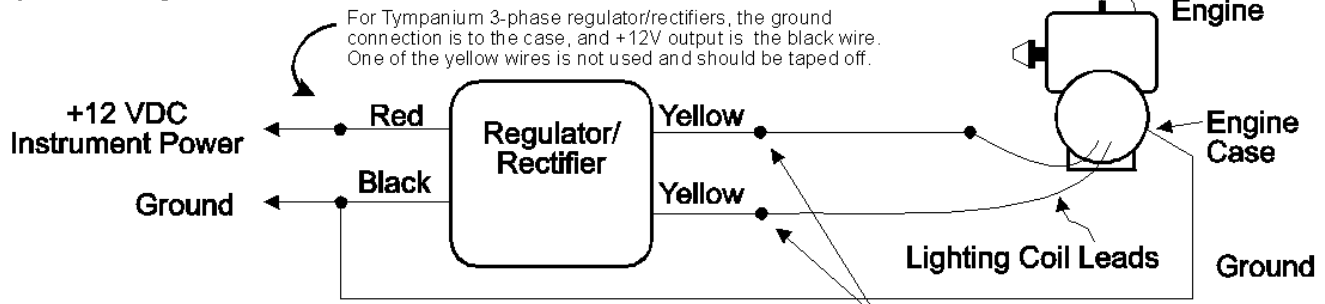 For Tympanium 3-phase regulator/rectifiers, the ground
connection is to the case, and +12V output is the black wire.
One of the yellow wires is not used and should be taped off.
Engine
+12 VDC
Instrument Power
Red
Regulator/
Rectifier
Yellow
Engine
Case
Ground
Black
Yellow
Lighting Coil Leads
Ground